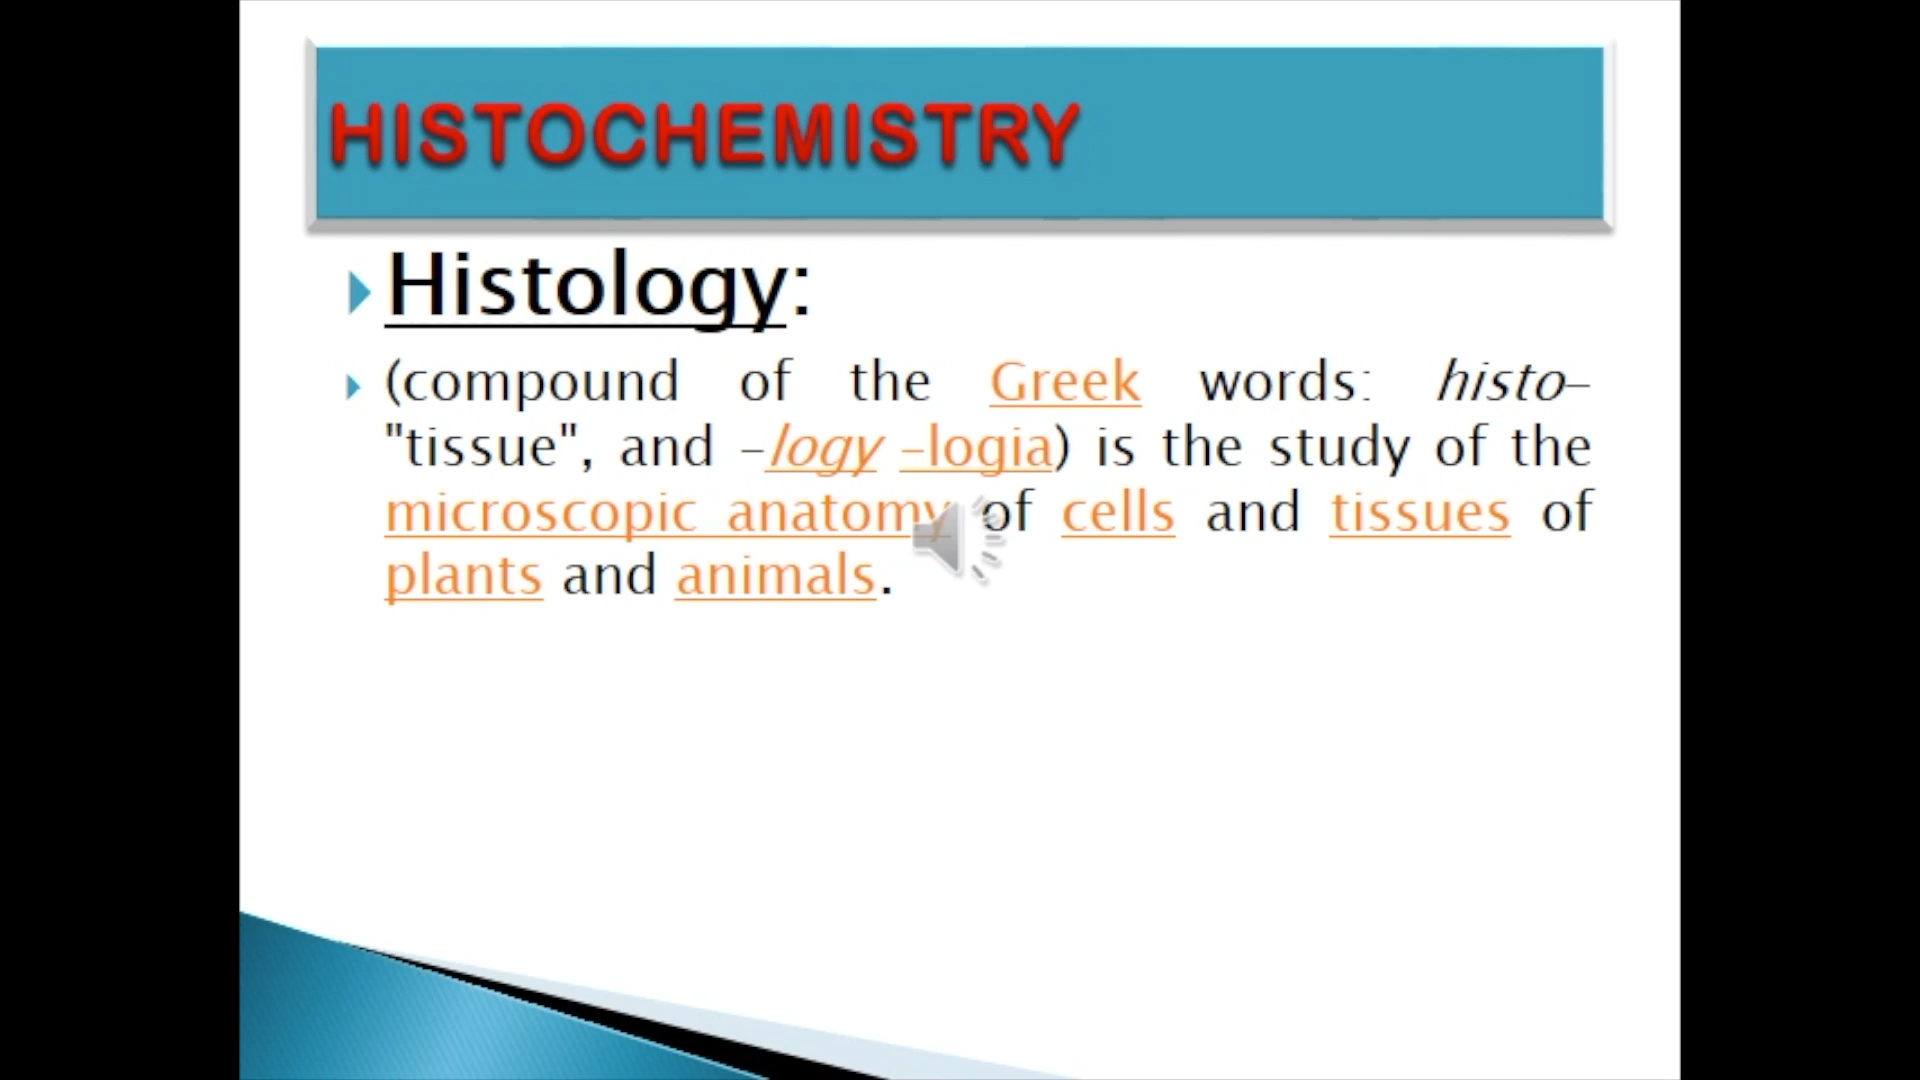 HISTOCHEMISTRY
Histology:
(compound of the Greek words: histo-
"tissue", and -logy -logia) is the study of the
microscopic anatomy of cells and tissues of
plants and animals.